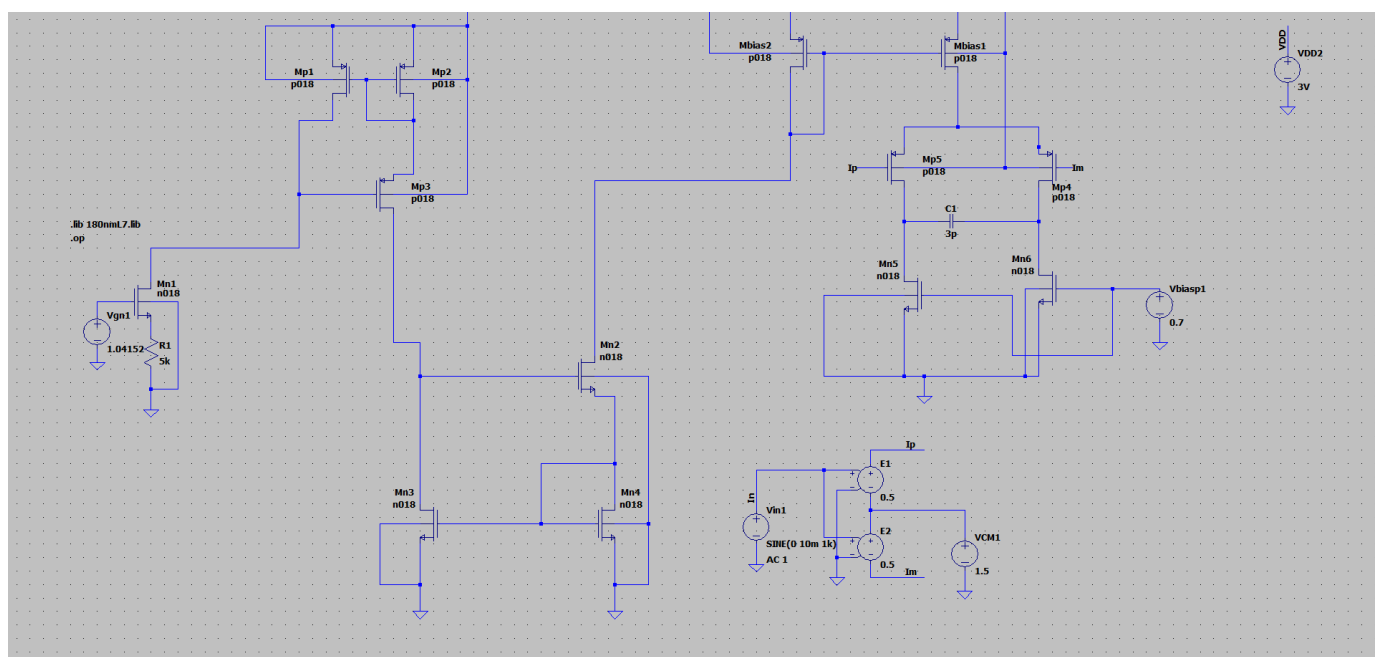 Mp1
p018
Mp2
p018
Mp3
p018
.lib 180nmL7.lib
.op
Mn1
n018
Vgn1
1.04152
R1
5k
Mn2
n018
Mn3
n018
Mn4
n018
Mbias2
p018
Mbias1
p018
VDD
VDD2
3V
Ip
Mp5
p018
Im
Mp4
p018
C1
3p
Mn5
n018
Mn6
n018
Vbiasp1
0.7
Ip
E1
0.5
In
Vin1
SINE(0 10m 1k)
AC 1
E2
0.5
Im
VCM1
1.5